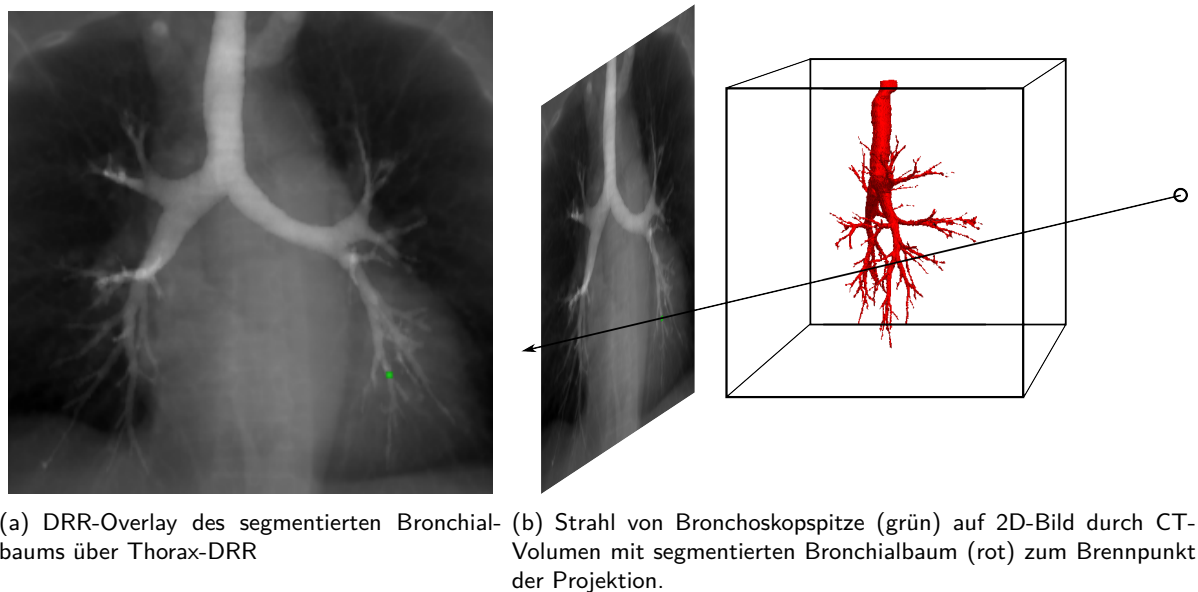 (a) DRR-Overlay des segmentierten Bronchial-
baums über Thorax-DRR
(b) Strahl von Bronchoskopspitze (grün) auf 2D-Bild durch CT-
Volumen mit segmentierten Bronchialbaum (rot) zum Brennpunkt
der Projektion.